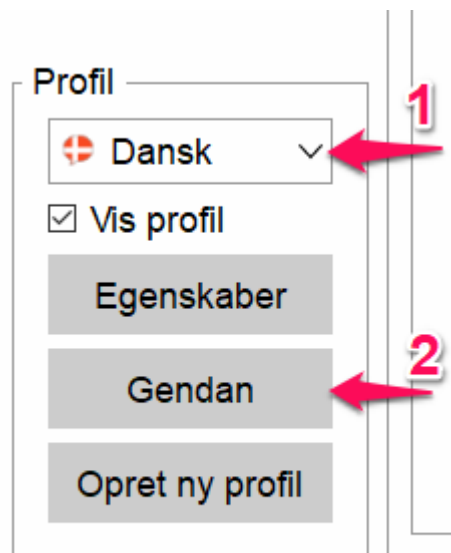 Profil
1
Dansk
Vis profil
Egenskaber
2
Gendan
Opret ny profil